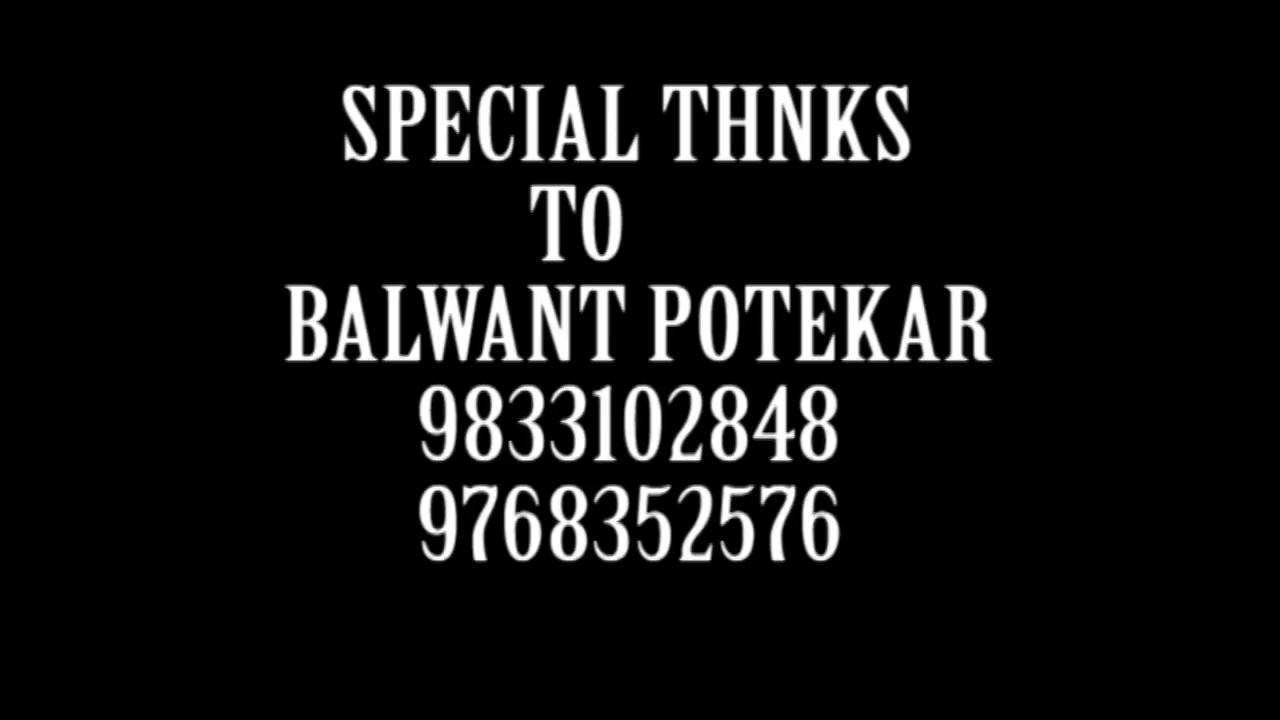 SPECIAL THNKS
TO
BALWANT POTEKAR
9833102848
9768352576